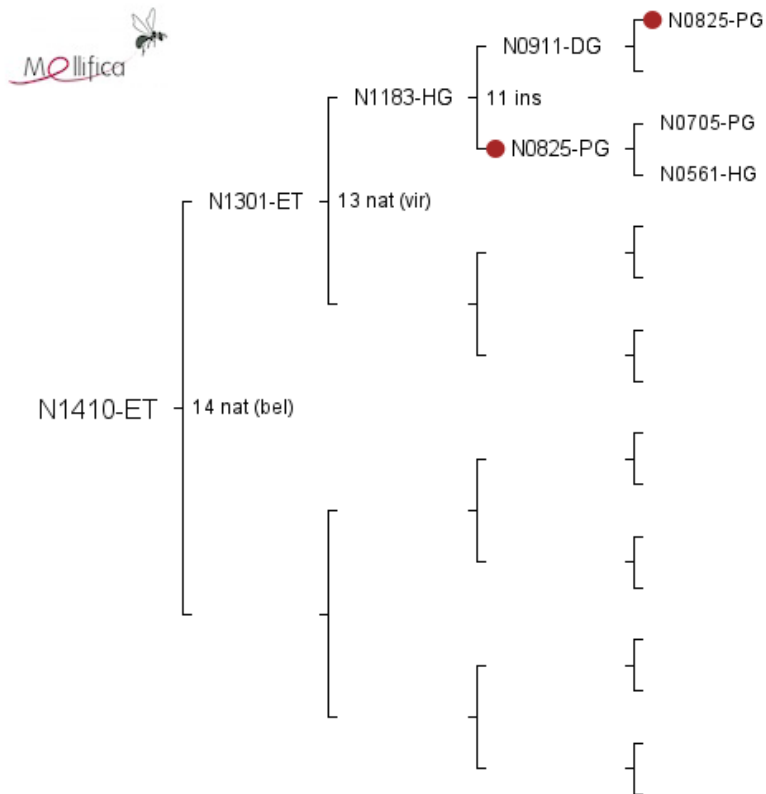 Mellifica
N0825-PG
N0911-DG
N1183-HG
11 ins
N0705-PG
N0825-PG
N0561-HG
N1301-ET
13 nat (vir)
N1410-ET
14 nat (bel)